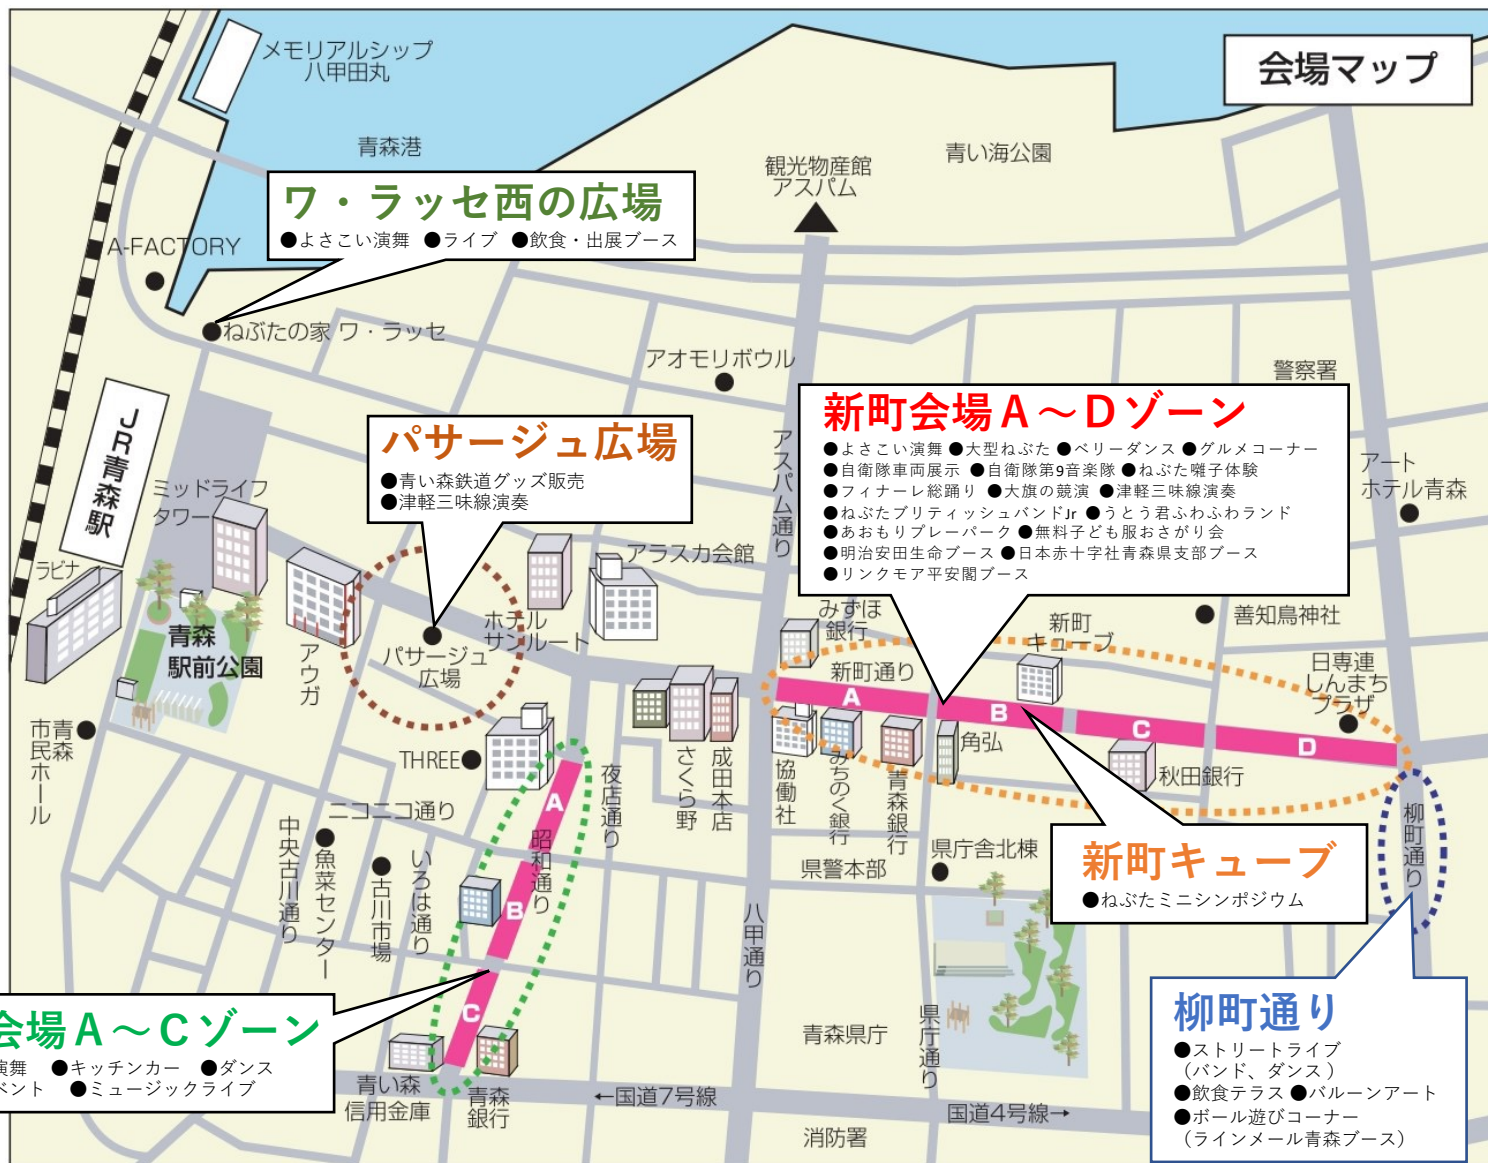 会場マップ
メモリアルシップ
八甲田丸
青森港
観光物産館
アスパム
青い海公園
ワ・ラッセ西の広場
●よさこい演舞 ●ライブ ●飲食・出展ブース
A-FACTORY
ねぶたの家 ワ・ラッセ
アオモリボウル
警察署
JR青森駅
ミッドライフ
タワー
パサージュ広場
●青い森鉄道グッズ販売
●津軽三味線演奏
アスパム通り
新町会場A～Dゾーン
●よさこい演舞 ●大型ねぶた ●ベリーダンス ●グルメコーナー
●自衛隊車両展示 ●自衛隊第9音楽隊 ●ねぶた囃子体験
●フィナーレ総踊り ●大旗の競演 ●津軽三味線演奏
●ねぶたブリティッシュバンドJr ●うとう君ふわふわランド
●あおもりプレーパーク ●無料子ども服おさがり会
●明治安田生命ブース ●日本赤十字社青森県支部ブース
●リンクモア平安閣ブース
アート
ホテル青森
ラビナ
青森
駅前公園
アウガ
パサージュ
広場
ホテル
サンルート
アラスカ会館
みずほ
銀行
新町通り
新町
キューブ
善知鳥神社
日専連
しんまち
プラザ
A
B
C
D
青森
市民ホール
THREE
さくら野
成田本店
協働社
みちのく銀行
青森銀行
角弘
秋田銀行
夜店通り
ニコニコ通り
中央古川通り
魚菜センター
古川市場
いろは通り
昭和通り
A
B
C
県警本部
県庁舎北棟
八甲通り
新町キューブ
●ねぶたミニシンポジウム
柳町通り
会場A～Cゾーン
演舞 ●キッチンカー ●ダンス
ベント ●ミュージックライブ
青森県庁
県庁通り
柳町通り
●ストリートライブ
（バンド、ダンス）
●飲食テラス ●バルーンアート
●ボール遊びコーナー
（ラインメール青森ブース）
青い森
信用金庫
青森
銀行
←国道7号線
国道4号線→
消防署